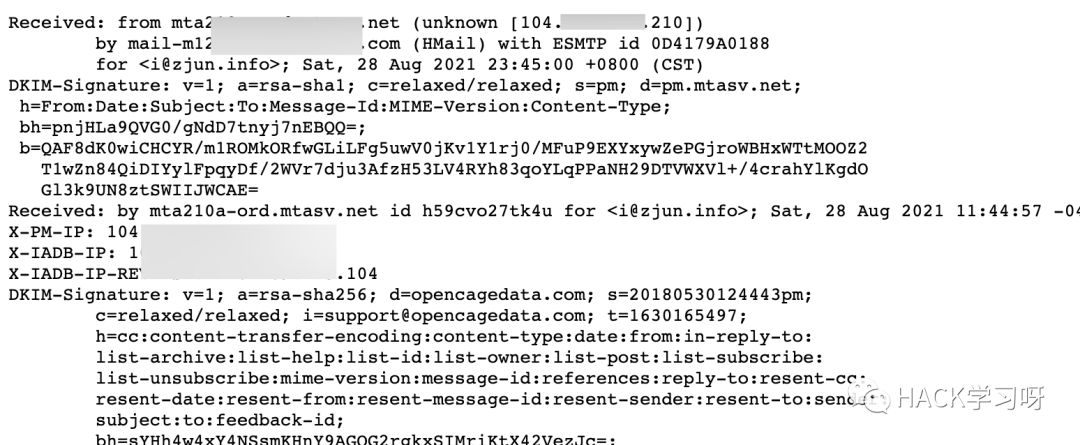 Received: from mta2 .net (unknown [104. .210])
by mail-m12 .com (HMail) with ESMTP id 0D4179A0188
for <i@zjun.info>; Sat, 28 Aug 2021 23:45:00 +0800 (CST)
DKIM-Signature: v=1; a=rsa-sha1; c=relaxed/relaxed; s=pm; d=pm.mtasv.net;
h=From:Date:Subject:To:Message-Id:MIME-Version:Content-Type;
bh=pnjHLa9QVG0/gNdD7tnyj7nEBQQ=;
b=QAF8dK0wiCHCYR/m1ROMkORfwGLiLFg5uwV0jKv1Y1rj0/MFuP9EXYxywZePGjroWBHxWTtMOOZ2
T1wZn84QiDIYylFpqyDf/2WVr7dju3AfzH53LV4RYh83qoYLqPPaNH29DTVWXVl+/4crahYlKgdO
Gl3k9UN8ztSWIIJWCAE=
Received: by mta210a-ord.mtasv.net id h59cvo27tk4u for <i@zjun.info>; Sat, 28 Aug 2021 11:44:57 -04
X-PM-IP: 104
X-IADB-IP: 1
X-IADB-IP-RE .104
DKIM-Signature: v=1; a=rsa-sha256; d=opencagedata.com; s=20180530124443pm;
c=relaxed/relaxed; i=support@opencagedata.com; t=1630165497;
h=cc:content-transfer-encoding:content-type:date:from:in-reply-to:
list-archive:list-help:list-id:list-owner:list-post:list-subscribe:
list-unsubscribe:mime-version:message-id:references:reply-to:resent-cc:
resent-date:resent-from:resent-message-id:resent-sender:resent-to:sender:
HACK学习呀
subject:to:feedback-id;
bh=sYHh4w4xY4NSsmKHnY9AGOG2rgkxSIMriKtX42VezJc=;